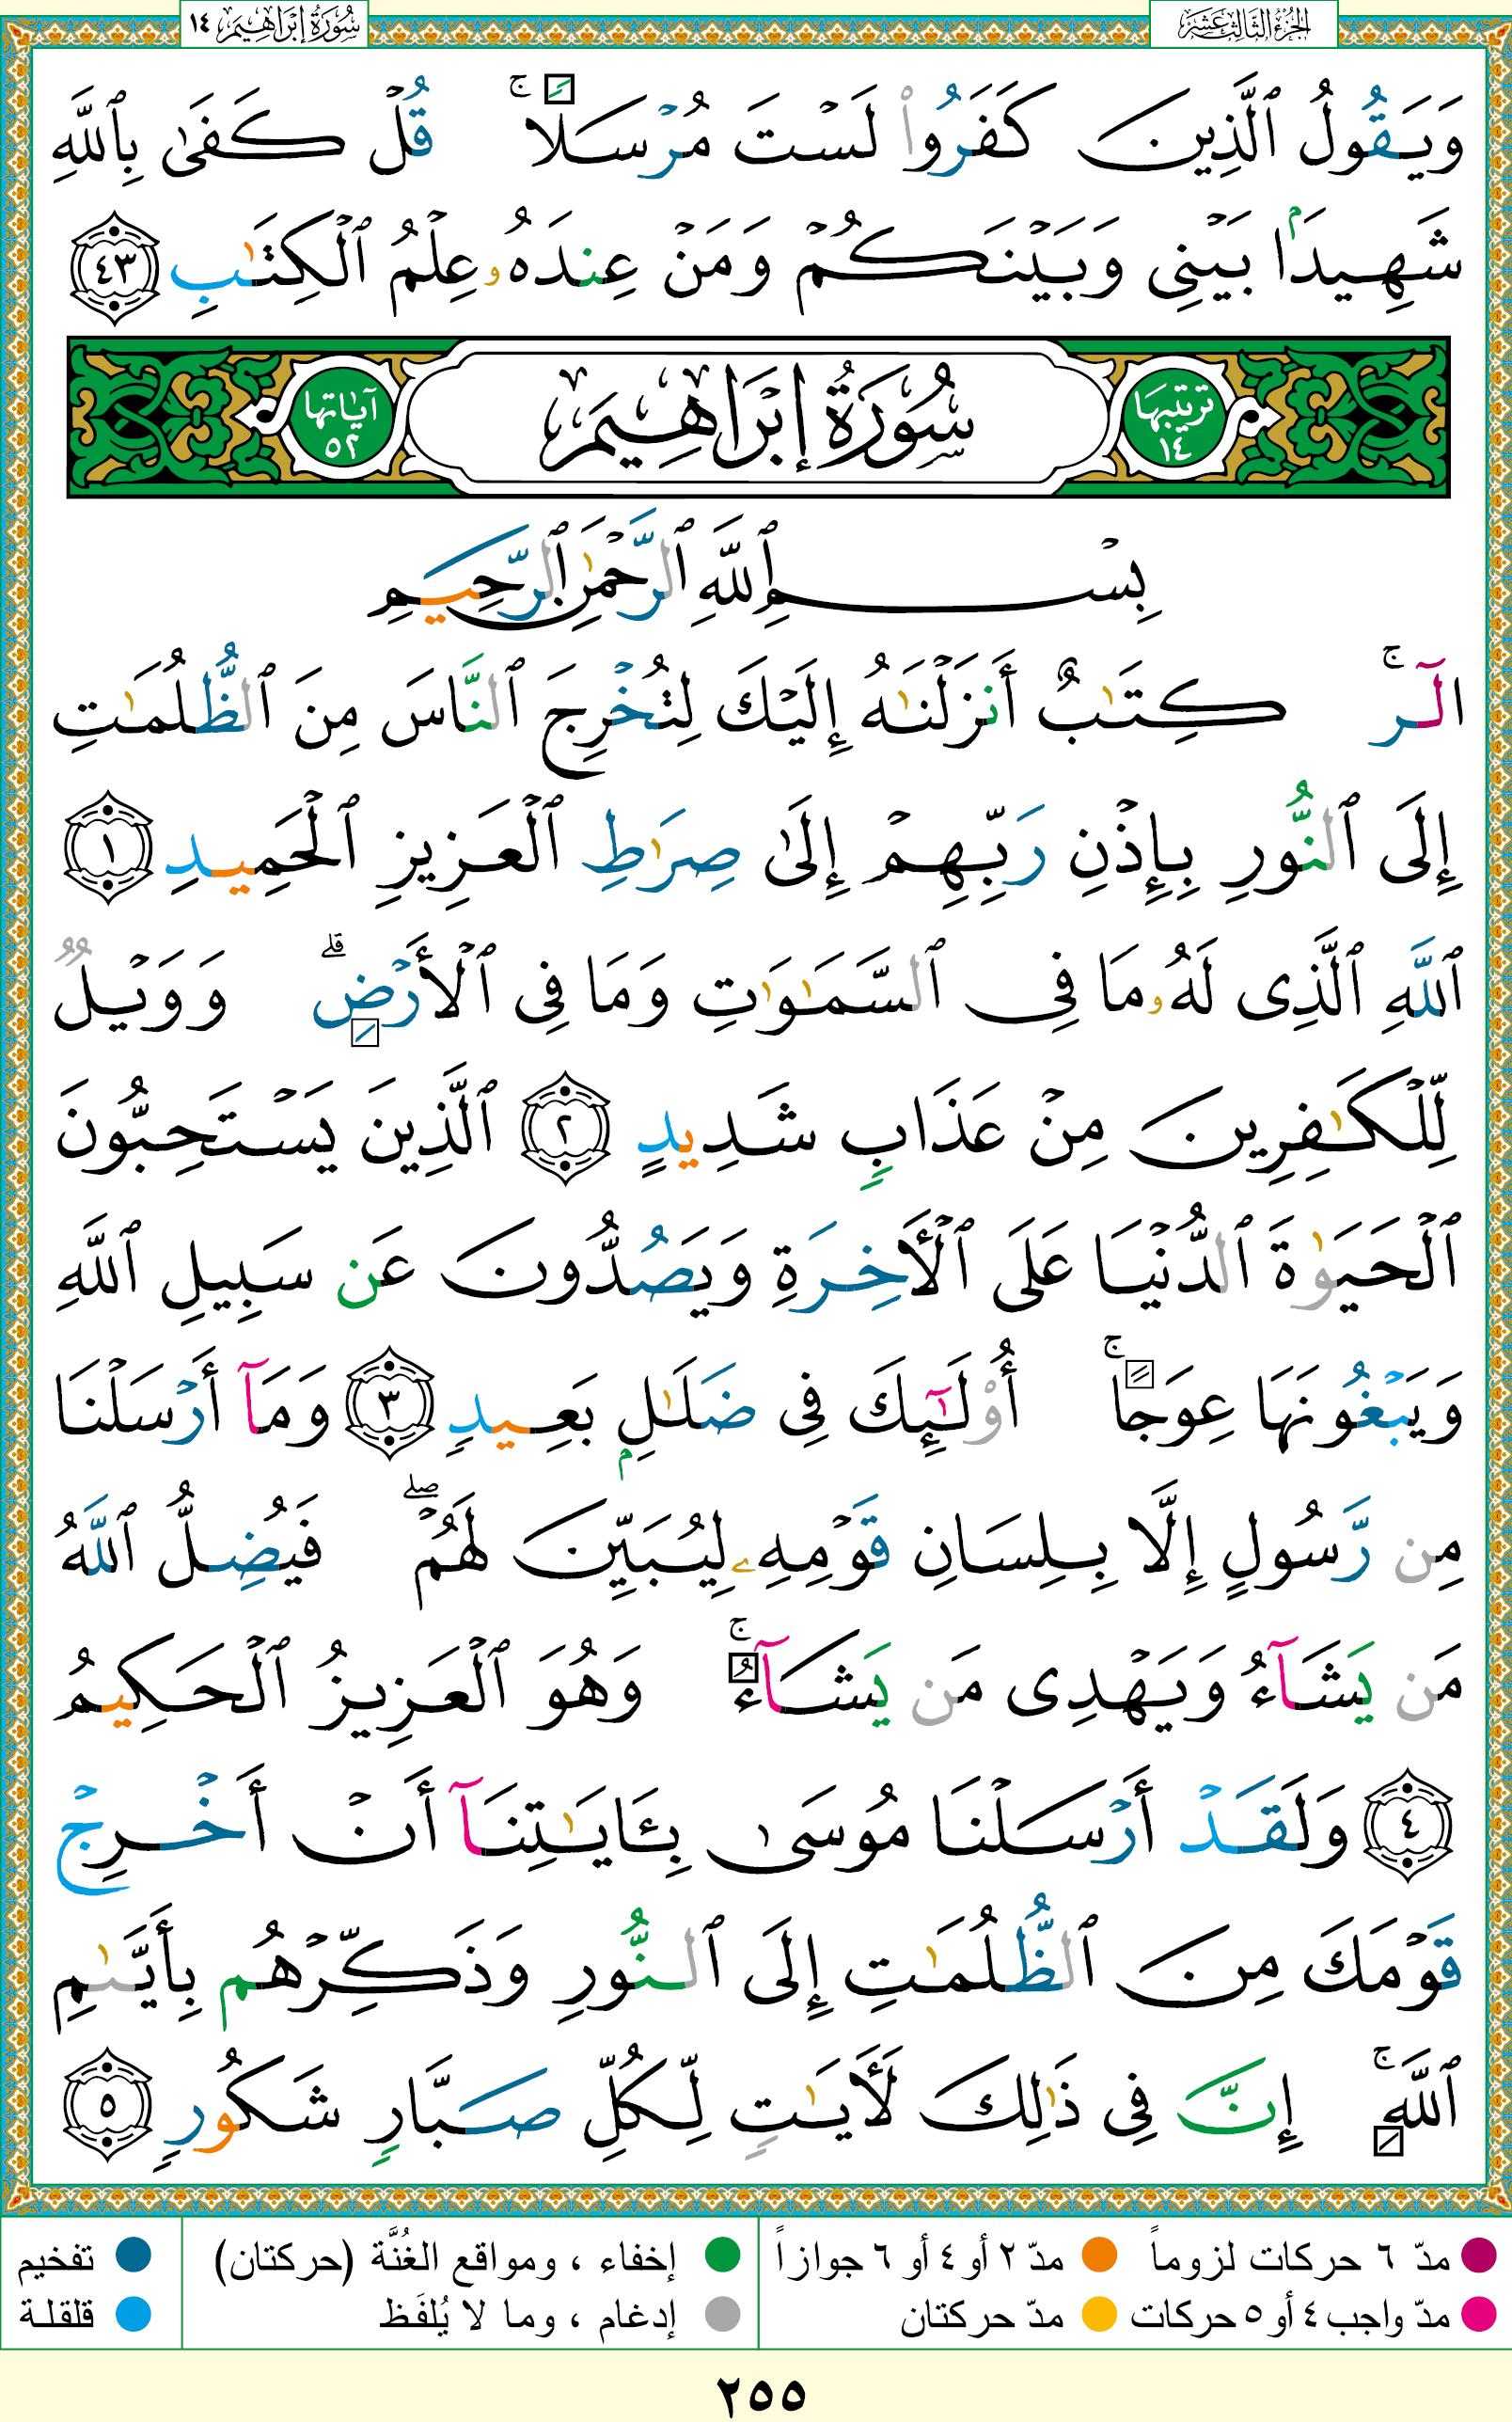 الجزء الثالث عشر
سورة إبراهيم ١٤
وَيَقُولُ ٱلَّذِينَ كَفَرُوا۟ لَسْتَ مُرْسَلًا ۚ قُلْ كَفَىٰ بِٱللَّهِ
شَهِيدًۢا بَيْنِى وَبَيْنَكُمْ وَمَنْ عِندَهُۥ عِلْمُ ٱلْكِتَـٰبِ ٤٣
ترتيبها ١٤
سُورَةُ إِبْرَاهِيمَ
آياتها ٥٢
بِسْمِ ٱللَّهِ ٱلرَّحْمَـٰنِ ٱلرَّحِيمِ
الٓر ۚ كِتَـٰبٌ أَنزَلْنَـٰهُ إِلَيْكَ لِتُخْرِجَ ٱلنَّاسَ مِنَ ٱلظُّلُمَـٰتِ
إِلَى ٱلنُّورِ بِإِذْنِ رَبِّهِمْ إِلَىٰ صِرَٰطِ ٱلْعَزِيزِ ٱلْحَمِيدِ ١
ٱللَّهِ ٱلَّذِى لَهُۥ مَا فِى ٱلسَّمَـٰوَٰتِ وَمَا فِى ٱلْأَرْضِ ۗ وَوَيْلٌ
لِّلْكَـٰفِرِينَ مِنْ عَذَابٍ شَدِيدٍ ٢ ٱلَّذِينَ يَسْتَحِبُّونَ
ٱلْحَيَوٰةَ ٱلدُّنْيَا عَلَى ٱلْـَٔاخِرَةِ وَيَصُدُّونَ عَن سَبِيلِ ٱللَّهِ
وَيَبْغُونَهَا عِوَجًا ۚ أُو۟لَـٰٓئِكَ فِى ضَلَـٰلٍۭ بَعِيدٍ ٣ وَمَآ أَرْسَلْنَا
مِن رَّسُولٍ إِلَّا بِلِسَانِ قَوْمِهِۦ لِيُبَيِّنَ لَهُمْ ۖ فَيُضِلُّ ٱللَّهُ
مَن يَشَآءُ وَيَهْدِى مَن يَشَآءُ ۚ وَهُوَ ٱلْعَزِيزُ ٱلْحَكِيمُ
٤ وَلَقَدْ أَرْسَلْنَا مُوسَىٰ بِـَٔايَـٰتِنَآ أَنْ أَخْرِجْ
قَوْمَكَ مِنَ ٱلظُّلُمَـٰتِ إِلَى ٱلنُّورِ وَذَكِّرْهُم بِأَيَّىٰمِ
ٱللَّهِ ۚ إِنَّ فِى ذَٰلِكَ لَـَٔايَـٰتٍ لِّكُلِّ صَبَّارٍ شَكُورٍ ٥
مدّ ٦ حركات لزوماً مدّ ٢ أو ٤ أو ٦ جوازاً إخفاء ، ومواقع الغُنَّة (حركتان) تفخيم
مدّ واجب ٤ أو ٥ حركات مدّ حركتان إدغام ، وما لا يُلفَظ قلقلة
٢٥٥